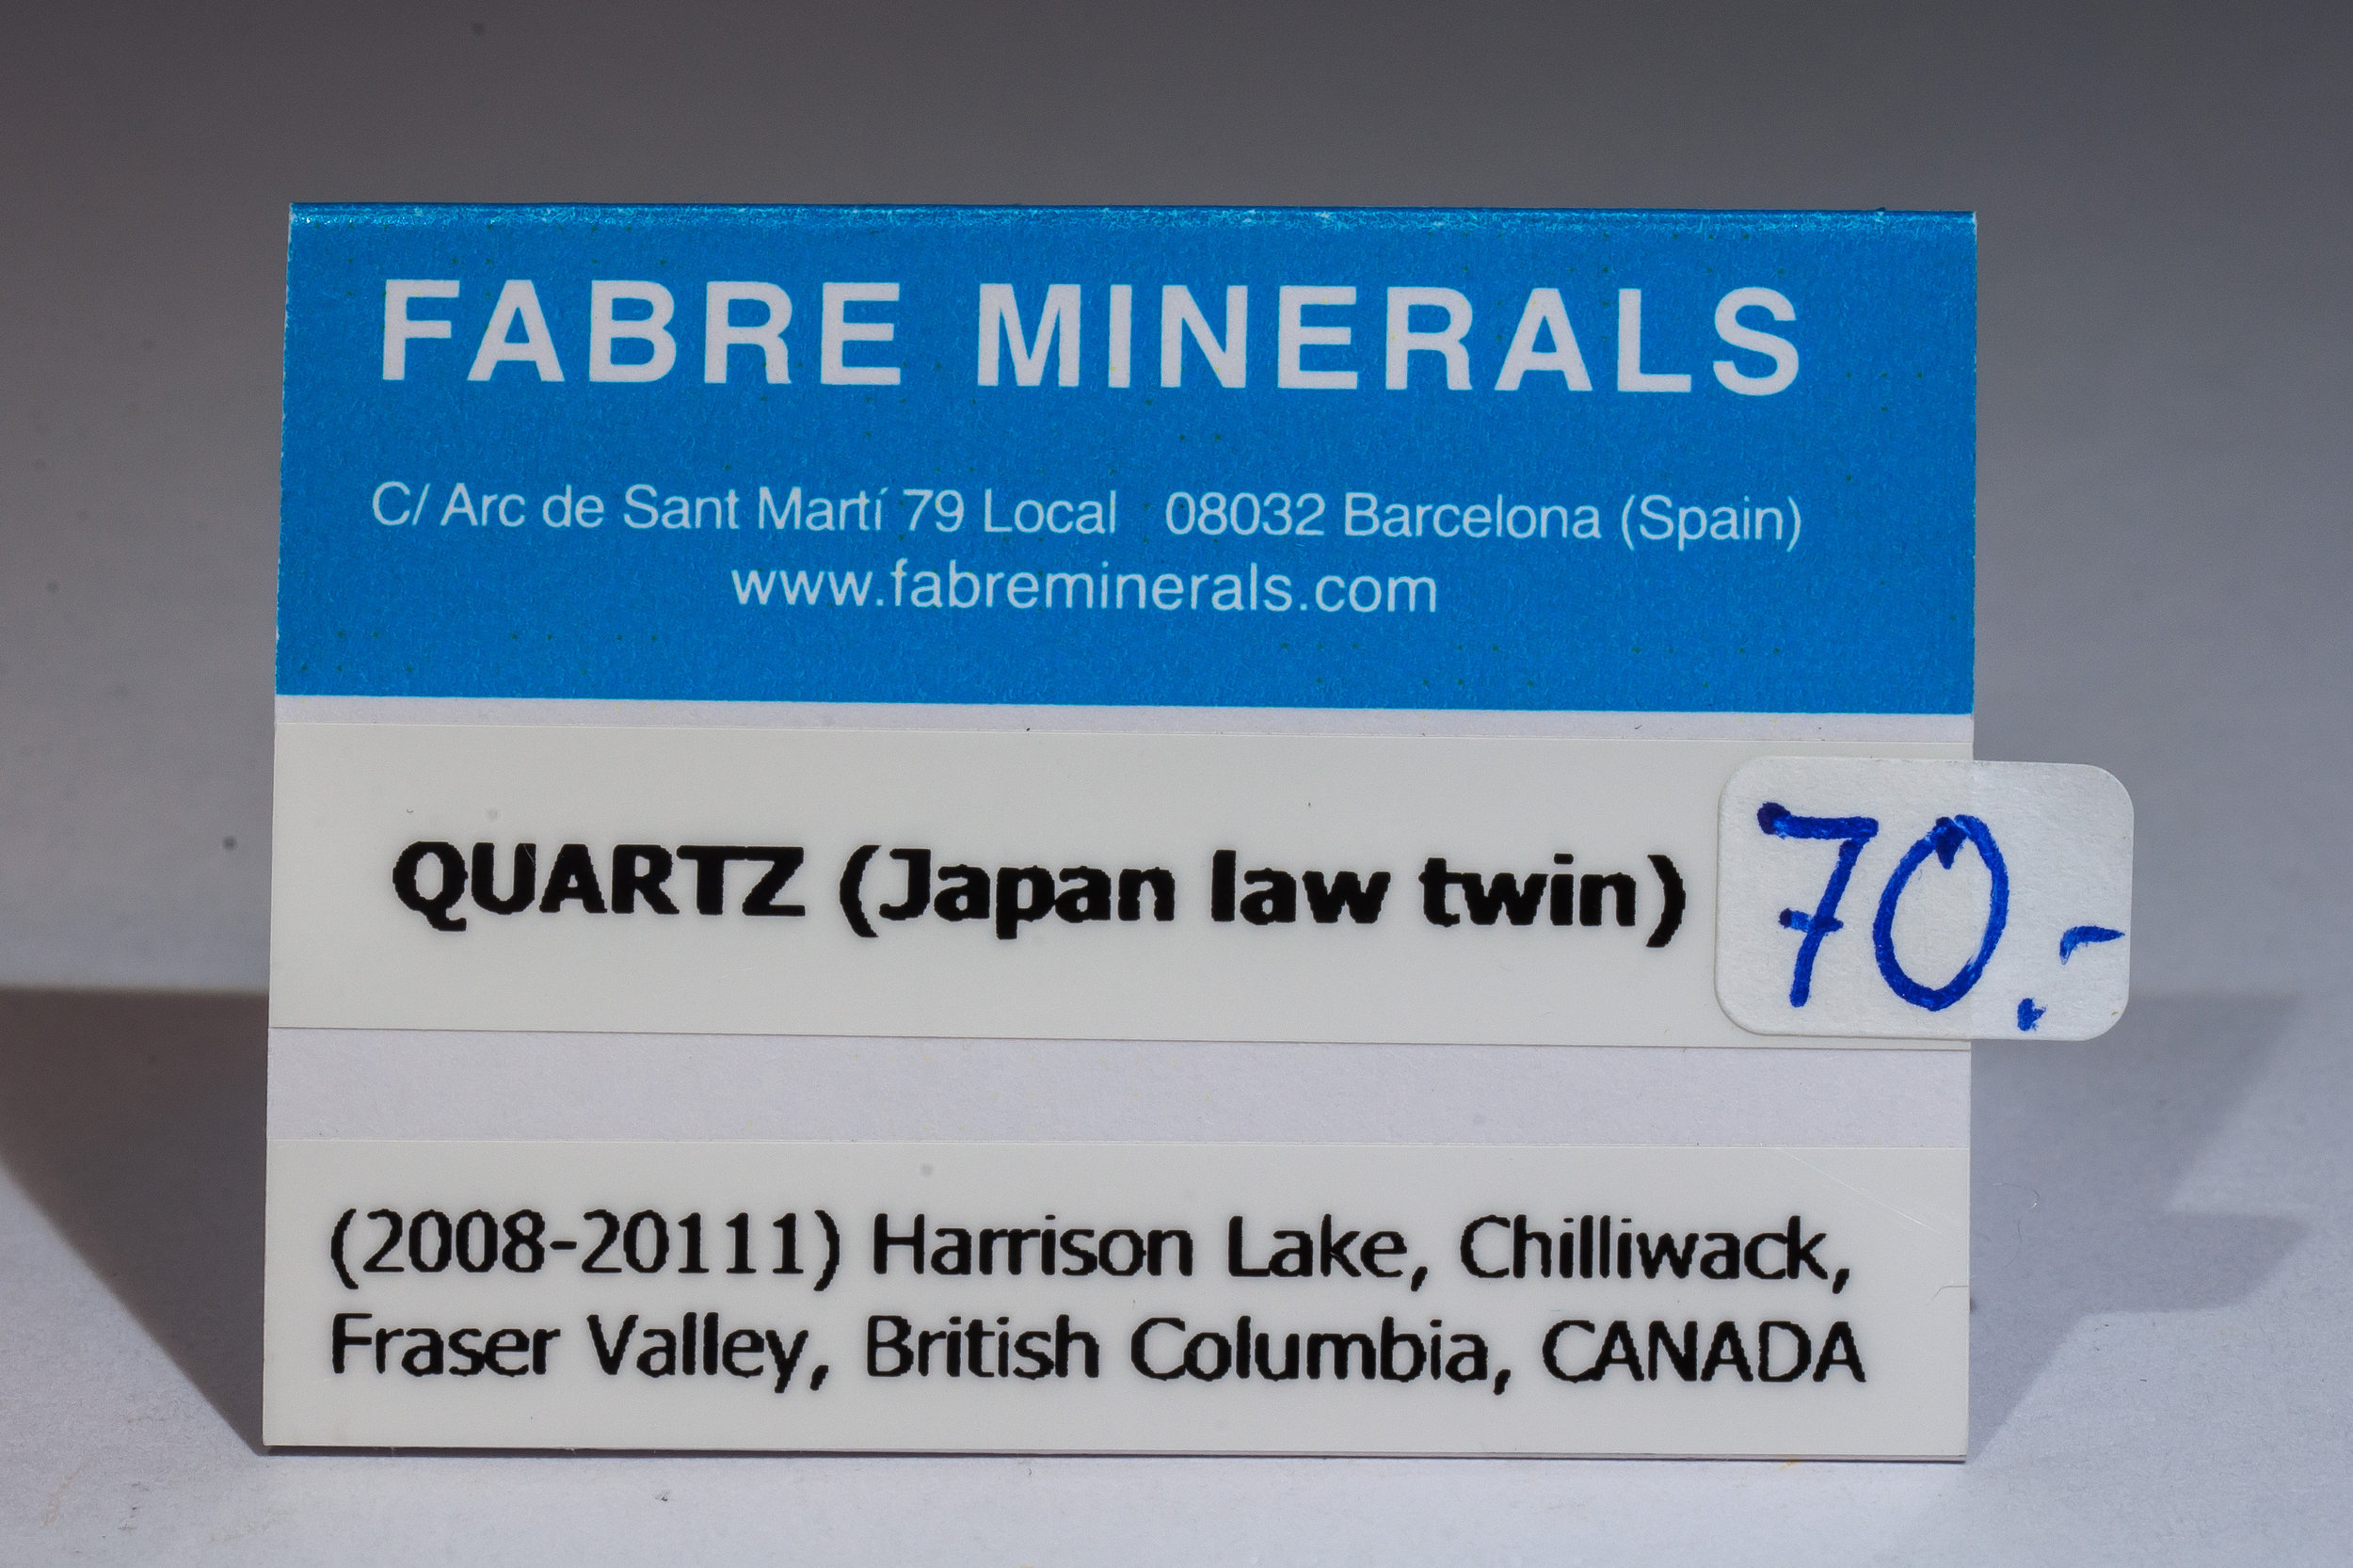 FABRE MINERALS
C/ Arc de Sant Martí 79 Local 08032 Barcelona (Spain)
www.fabreminerals.com
QUARTZ (Japan law twin)
70.-
(2008-20111) Harrison Lake, Chilliwack,
Fraser Valley, British Columbia, CANADA